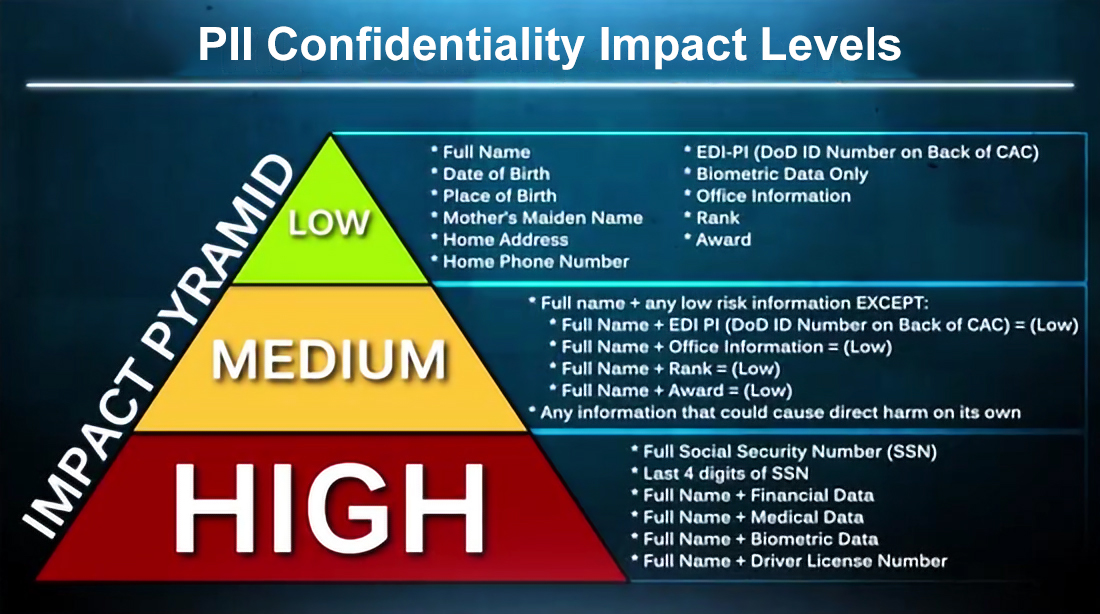 PII Confidentiality Impact Levels
IMPACT PYRAMID
LOW
* Full Name
* Date of Birth
* Place of Birth
* Mother's Maiden Name
* Home Address
* Home Phone Number
* EDI-PI (DoD ID Number on Back of CAC)
* Biometric Data Only
* Office Information
* Rank
* Award
MEDIUM
* Full name + any low risk information EXCEPT:
* Full Name + EDI PI (DoD ID Number on Back of CAC) = (Low)
* Full Name + Office Information = (Low)
* Full Name + Rank = (Low)
* Full Name + Award = (Low)
* Any information that could cause direct harm on its own
HIGH
* Full Social Security Number (SSN)
* Last 4 digits of SSN
* Full Name + Financial Data
* Full Name + Medical Data
* Full Name + Biometric Data
* Full Name + Driver License Number